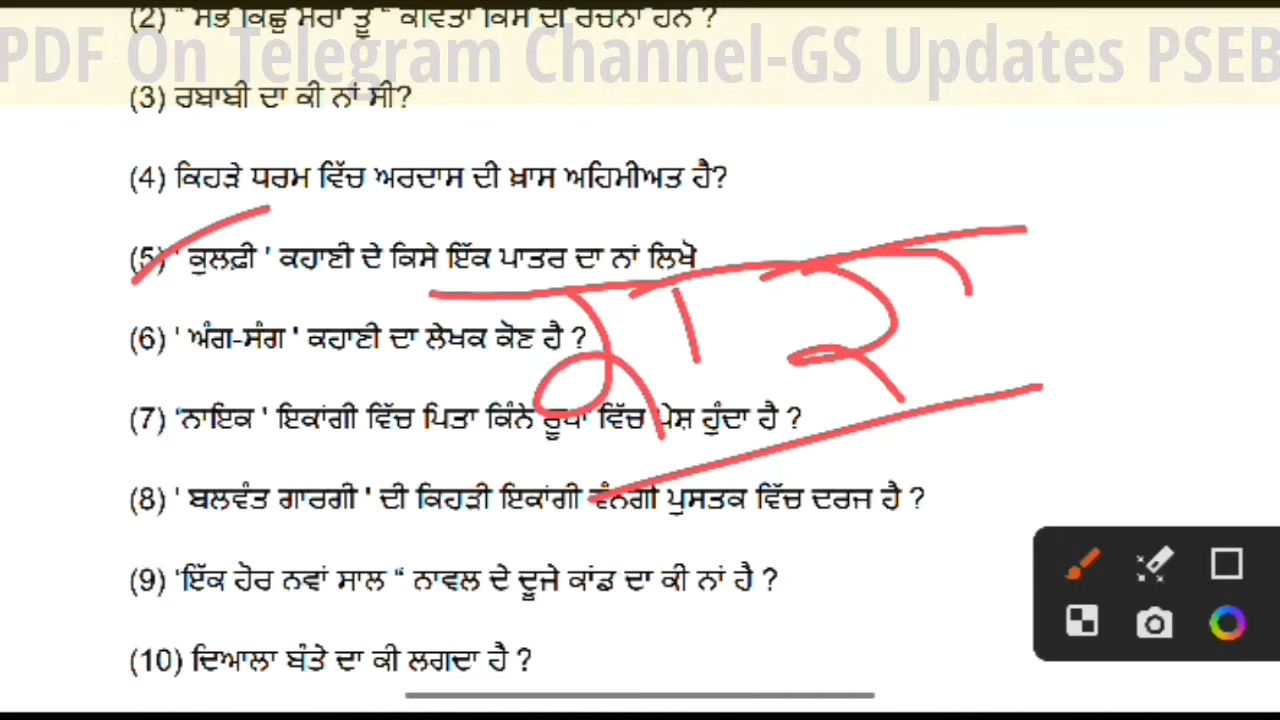 (2) " ਸਭ ਕਿਛੁ ਮੇਰਾ ਤੂ " ਕਵਿਤਾ ਕਿਸ ਦੀ ਰਚਨਾ ਹਨ ?
PDF On Telegram Channel-GS Updates PSEB
(3) ਰਬਾਬੀ ਦਾ ਕੀ ਨਾਂ ਸੀ?
(4) ਕਿਹੜੇ ਧਰਮ ਵਿੱਚ ਅਰਦਾਸ ਦੀ ਖ਼ਾਸ ਅਹਿਮੀਅਤ ਹੈ?
(5) ' ਕੁਲਫ਼ੀ ' ਕਹਾਣੀ ਦੇ ਕਿਸੇ ਇੱਕ ਪਾਤਰ ਦਾ ਨਾਂ ਲਿਖੋ
(6) ' ਅੰਗ-ਸੰਗ ' ਕਹਾਣੀ ਦਾ ਲੇਖਕ ਕੋਣ ਹੈ ?
(7) 'ਨਾਇਕ ' ਇਕਾਂਗੀ ਵਿੱਚ ਪਿਤਾ ਕਿੰਨੇ ਰੂਪਾਂ ਵਿੱਚ ਪੇਸ਼ ਹੁੰਦਾ ਹੈ ?
(8) ' ਬਲਵੰਤ ਗਾਰਗੀ ' ਦੀ ਕਿਹੜੀ ਇਕਾਂਗੀ ਵੰਨਗੀ ਪੁਸਤਕ ਵਿੱਚ ਦਰਜ ਹੈ ?
(9) 'ਇੱਕ ਹੋਰ ਨਵਾਂ ਸਾਲ " ਨਾਵਲ ਦੇ ਦੂਜੇ ਕਾਂਡ ਦਾ ਕੀ ਨਾਂ ਹੈ ?
(10) ਦਿਆਲਾ ਬੰਤੇ ਦਾ ਕੀ ਲਗਦਾ ਹੈ ?